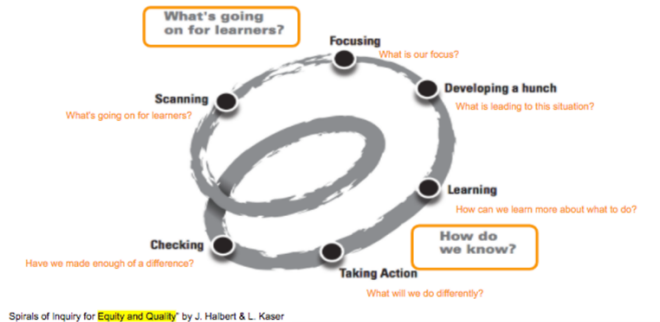 What's going
on for learners?
Focusing
What is our focus?
Developing a hunch
What is leading to this situation?
Scanning
What's going on for learners?
Learning
How can we learn more about what to do?
How do
we know?
Checking
Have we made enough of a difference?
Taking Action
What will we do differently?
Spirals of Inquiry for Equity and Quality" by J. Halbert & L. Kaser